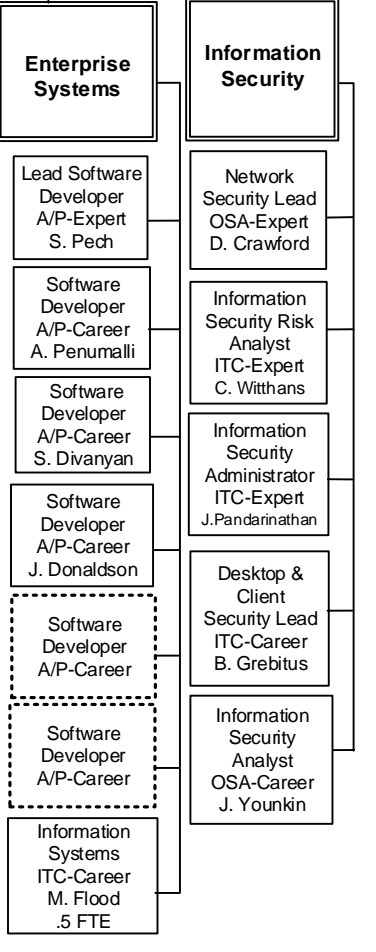 Enterprise
Systems
Lead Software
Developer
A/P-Expert
S. Pech
Software
Developer
A/P-Career
A. Penumalli
Software
Developer
A/P-Career
S. Divanyan
Software
Developer
A/P-Career
J. Donaldson
Software
Developer
A/P-Career
Software
Developer
A/P-Career
Information
Systems
ITC-Career
M. Flood
.5 FTE
Information
Security
Network
Security Lead
OSA-Expert
D. Crawford
Information
Security Risk
Analyst
ITC-Expert
C. Witthans
Information
Security
Administrator
ITC-Expert
J.Pandarinathan
Desktop &
Client
Security Lead
ITC-Career
B. Grebitus
Information
Security
Analyst
OSA-Career
J. Younkin